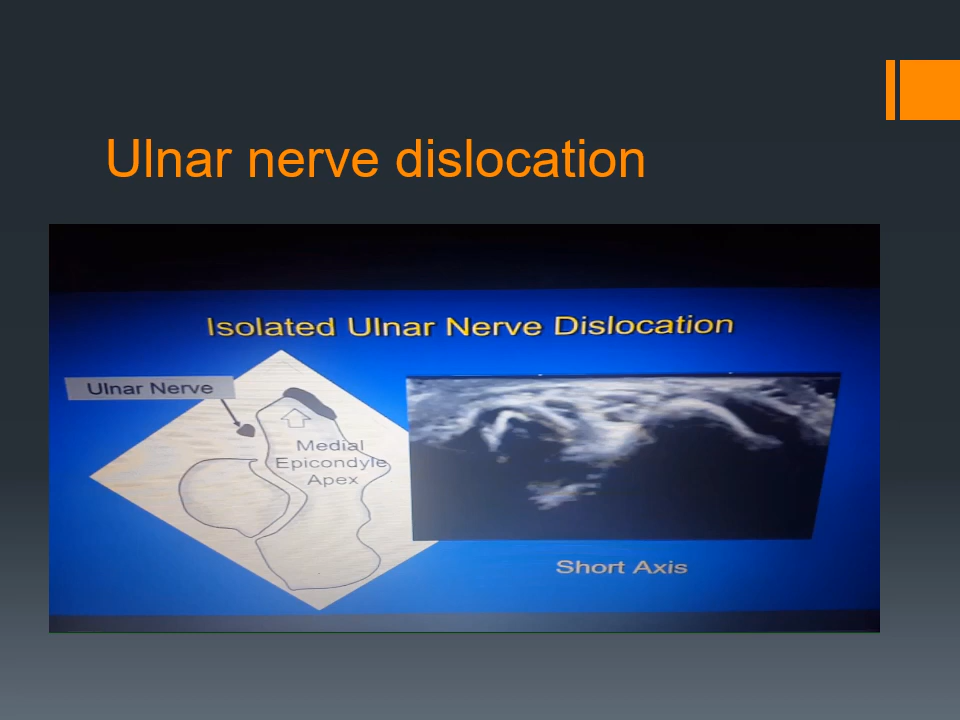 Ulnar nerve dislocation
Isolated Ulnar Nerve Dislocation
Ulnar Nerve
Medial
Epicondyle
Apex
Short Axis